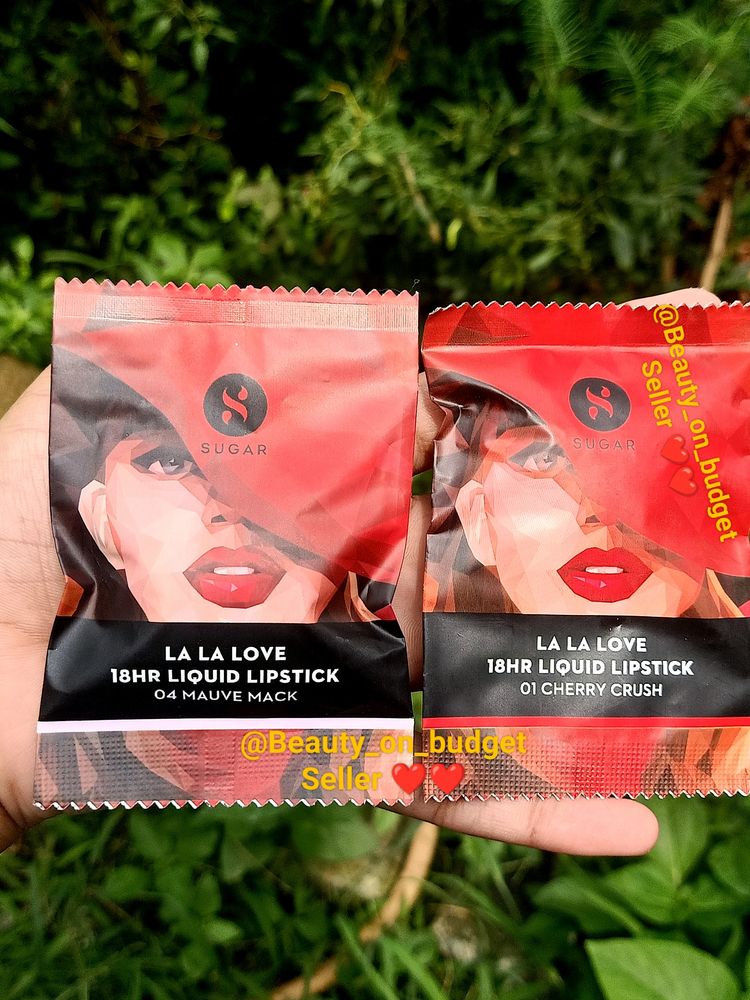 SUGAR
LA LA LOVE
18HR LIQUID LIPSTICK
04 MAUVE MACK
SUGAR
LA LA LOVE
18HR LIQUID LIPSTICK
01 CHERRY CRUSH
@Beauty_on_budget
Seller ❤️❤️
@Beauty_on_budget
Seller ❤️❤️